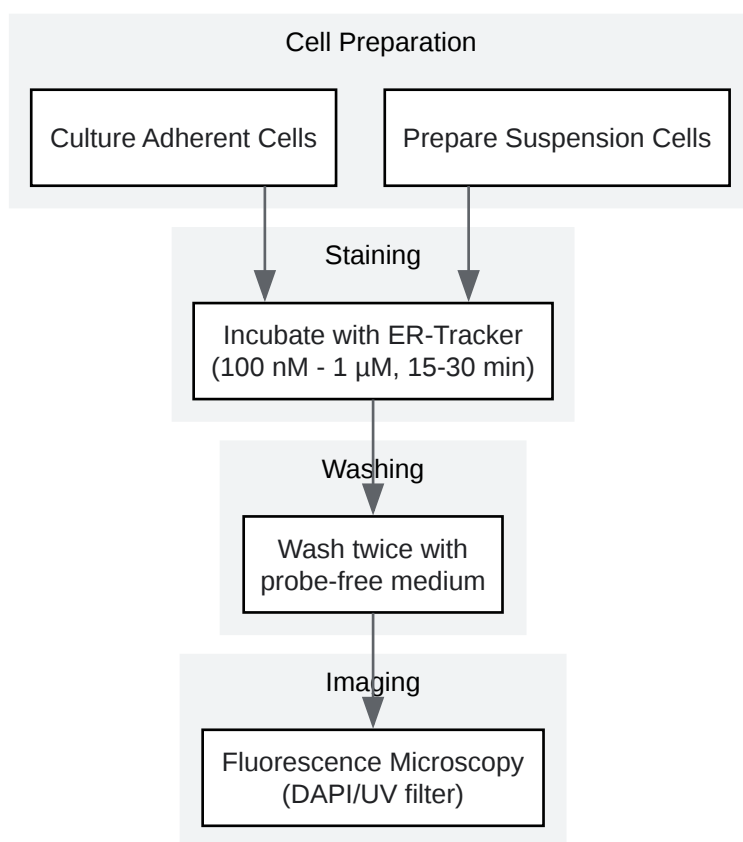 Cell Preparation
Culture Adherent Cells
Prepare Suspension Cells
Staining
Incubate with ER-Tracker
(100 nM - 1 µM, 15-30 min)
Washing
Wash twice with
probe-free medium
Imaging
Fluorescence Microscopy
(DAPI/UV filter)